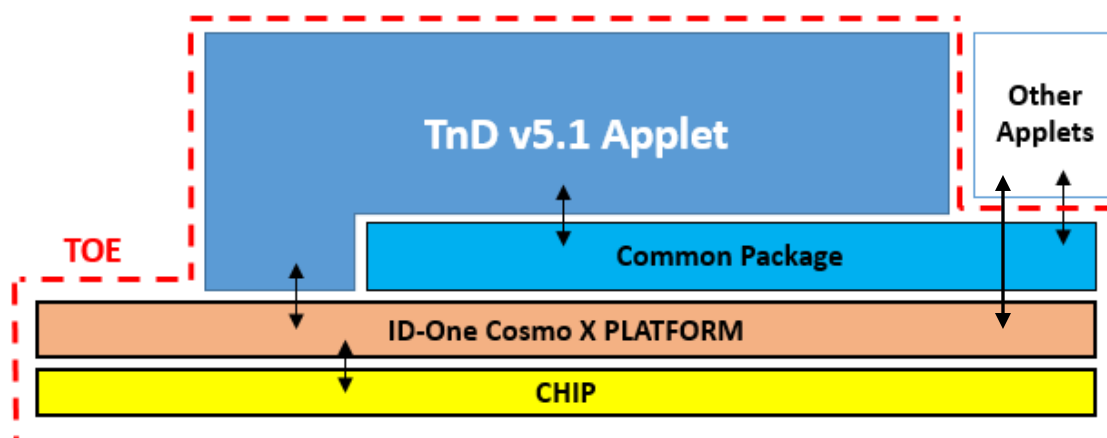 TnD v5.1 Applet
Other
Applets
TOE
Common Package
ID-One Cosmo X PLATFORM
CHIP